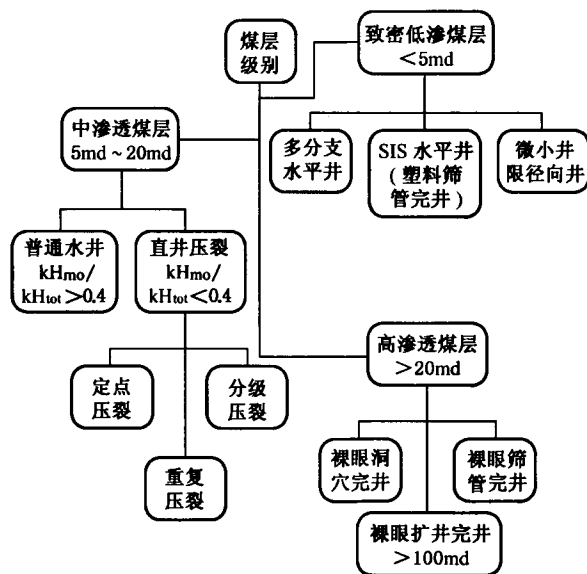 煤层
级别
致密低渗煤层
<5md
中渗透煤层
5md~20md
多分支
水平井
SIS 水平井
(塑料筛
管完井)
微小井
限径向井
普通水井
kHmo/
kHtot>0.4
直井压裂
kHmo/
kHtot<0.4
高渗透煤层
>20md
定点
压裂
分级
压裂
重复
压裂
裸眼洞
穴完井
裸眼筛
管完井
裸眼扩井完井
>100md